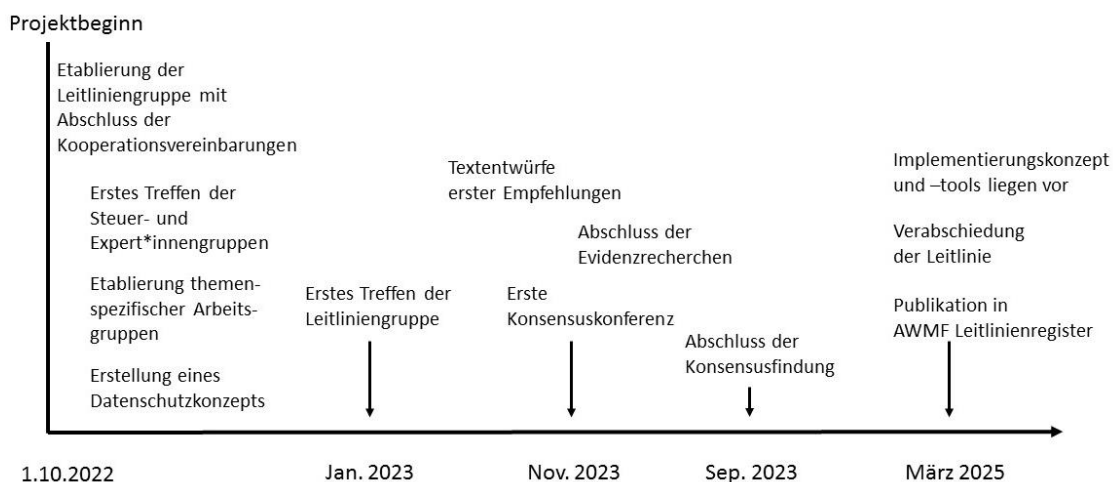 Projektbeginn
Etablierung der
Leitliniengruppe mit
Abschluss der
Kooperationsvereinbarungen
Erstes Treffen der
Steuer- und
Expert*innengruppen
Etablierung themen-
spezifischer Arbeits-
gruppen
Erstellung eines
Datenschutzkonzepts
Erstes Treffen der
Leitliniengruppe
Textentwürfe
erster Empfehlungen
Abschluss der
Evidenzrecherchen
Erste
Konsensuskonferenz
Abschluss der
Konsensusfindung
Implementierungskonzept
und –tools liegen vor
Verabschiedung
der Leitlinie
Publikation in
AWMF Leitlinienregister
1.10.2022
Jan. 2023
Nov. 2023
Sep. 2023
März 2025